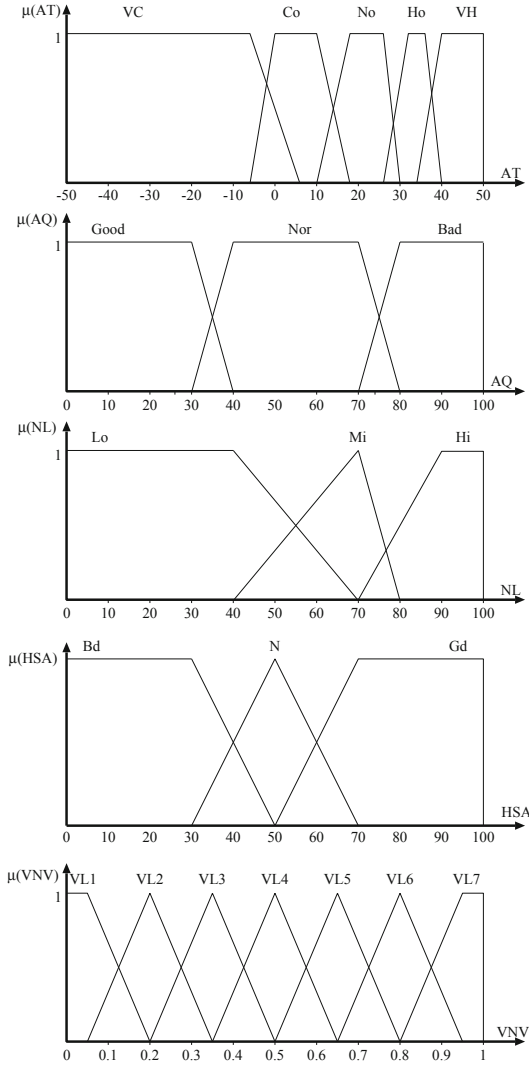 μ(AT) VC Co No Ho VH
1
AT
-50 -40 -30 -20 -10 0 10 20 30 40 50
μ(AQ) Good Nor Bad
1
AQ
0 10 20 30 40 50 60 70 80 90 100
μ(NL) Lo Mi Hi
1
NL
0 10 20 30 40 50 60 70 80 90 100
μ(HSA) Bd N Gd
HSA
0 10 20 30 40 50 60 70 80 90 100
μ(VNV) VL1 VL2 VL3 VL4 VL5 VL6 VL7
1
VNV
0 0.1 0.2 0.3 0.4 0.5 0.6 0.7 0.8 0.9 1